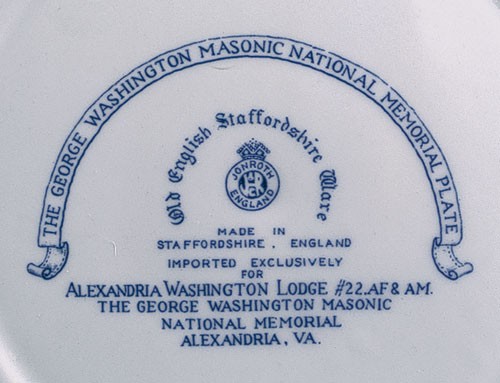 THE GEORGE WASHINGTON MASONIC NATIONAL MEMORIAL PLATE
Old English Staffordshire Ware
JONROTH
ENGLAND
MADE IN
STAFFORDSHIRE . ENGLAND
IMPORTED EXCLUSIVELY
FOR
ALEXANDRIA WASHINGTON LODGE #22.AF & AM.
THE GEORGE WASHINGTON MASONIC
NATIONAL MEMORIAL
ALEXANDRIA, VA.